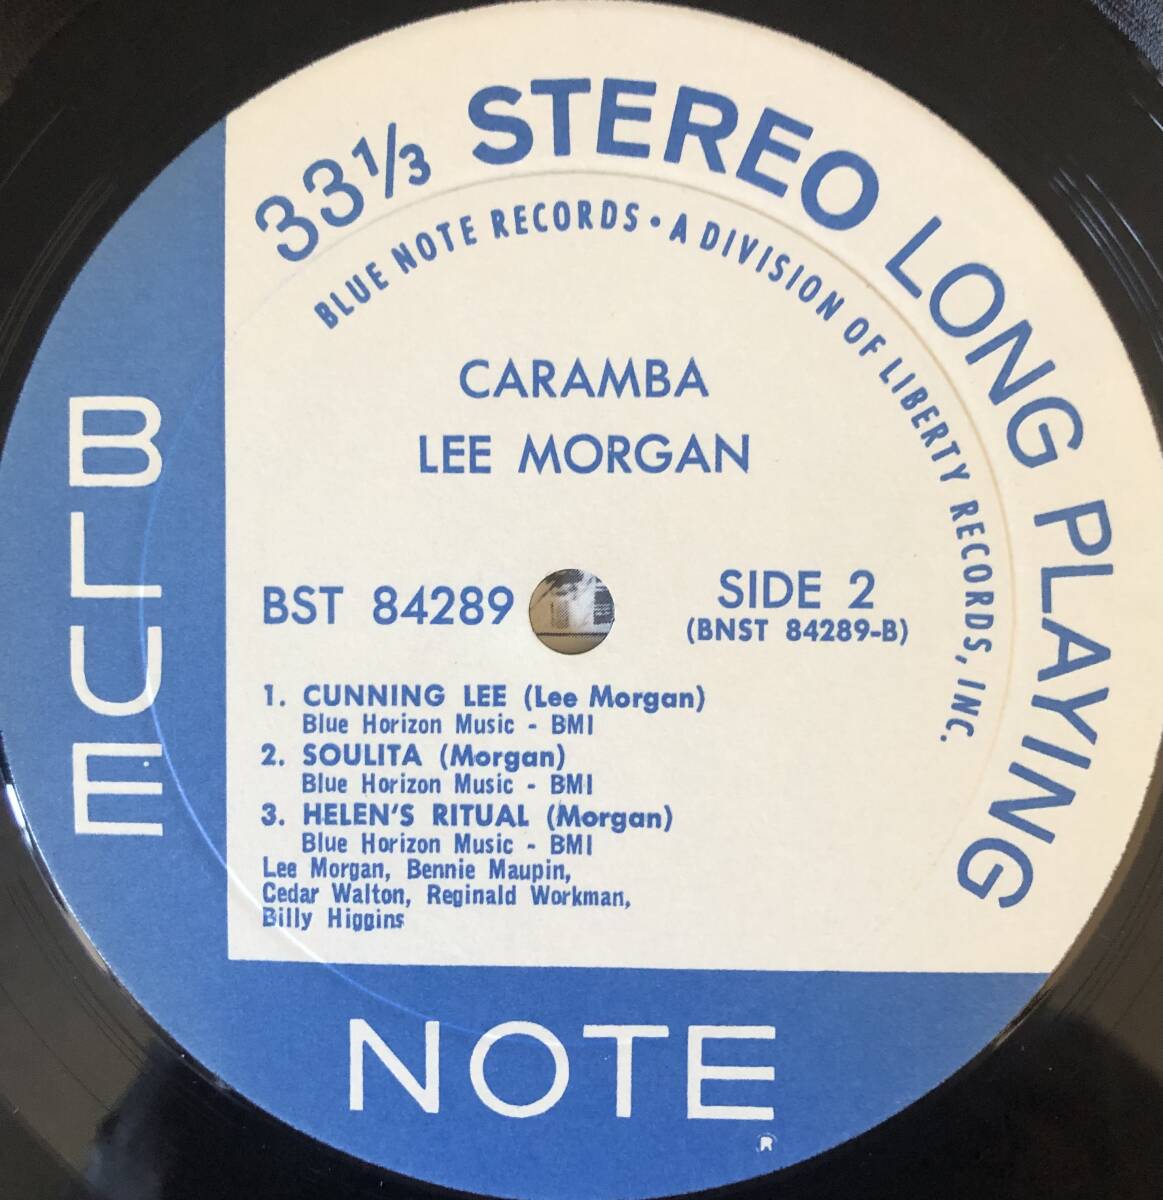 33⅓ STEREO LONG PLAYING
BLUE NOTE RECORDS • A DIVISION OF LIBERTY RECORDS, INC.
CARAMBA
LEE MORGAN
BST 84289
SIDE 2
(BNST 84289-B)
1. CUNNING LEE (Lee Morgan)
Blue Horizon Music - BMI
2. SOULITA (Morgan)
Blue Horizon Music - BMI
3. HELEN'S RITUAL (Morgan)
Blue Horizon Music - BMI
Lee Morgan, Bennie Maupin,
Cedar Walton, Reginald Workman,
Billy Higgins
BLUE
NOTE
®